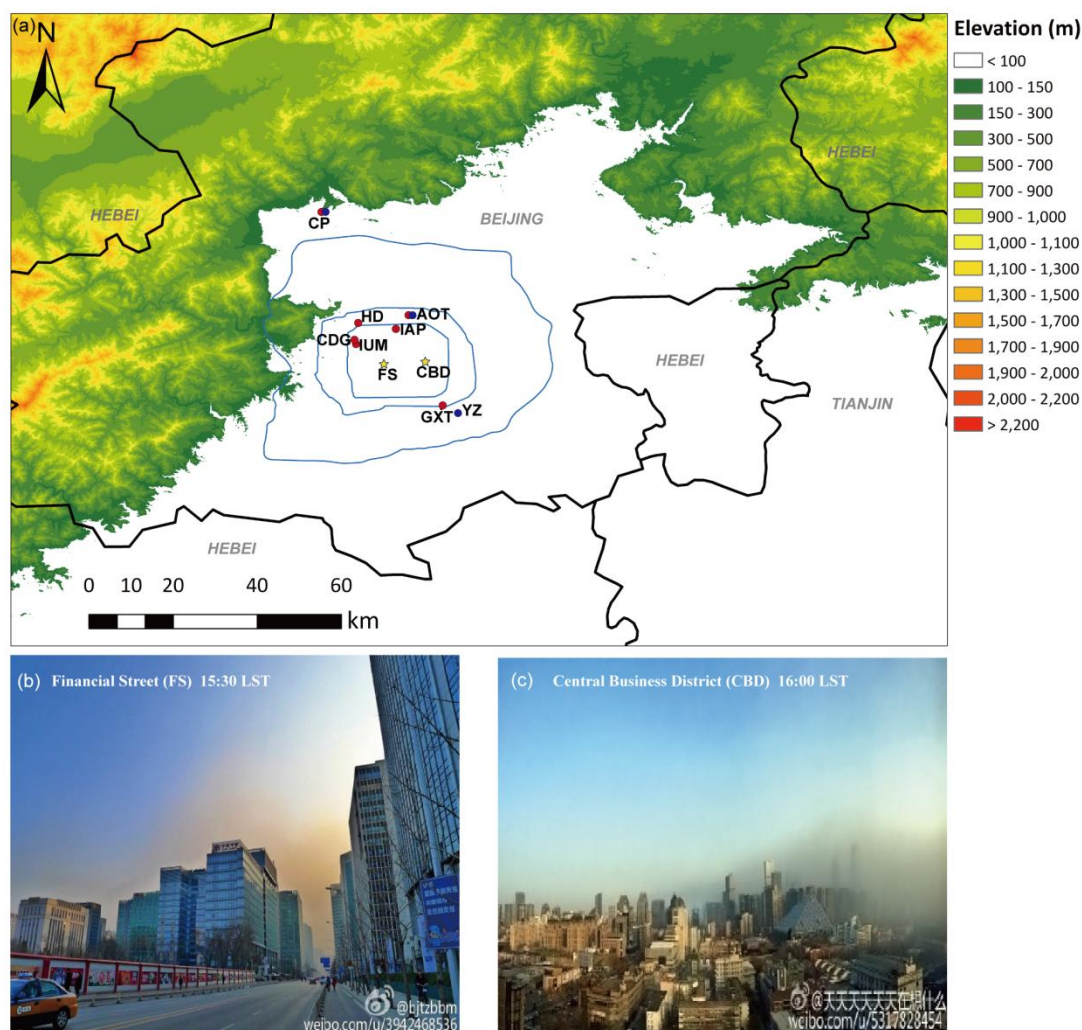 (a)
N
HEBEI
BEIJING
HEBEI
CP
HD
AOT
IAP
CDG
IUM
FS
CBD
GXT
YZ
HEBEI
TIANJIN
HEBEI
0 10 20 40 60
km
Elevation (m)
< 100
100 - 150
150 - 300
300 - 500
500 - 700
700 - 900
900 - 1,000
1,000 - 1,100
1,100 - 1,300
1,300 - 1,500
1,500 - 1,700
1,700 - 1,900
1,900 - 2,000
2,000 - 2,200
> 2,200
(b) Financial Street (FS) 15:30 LST
@bjtzbbm
weibo.com/u/3942468536
(c) Central Business District (CBD) 16:00 LST
@天天天天天天在想什么
weibo.com/u/5317828454